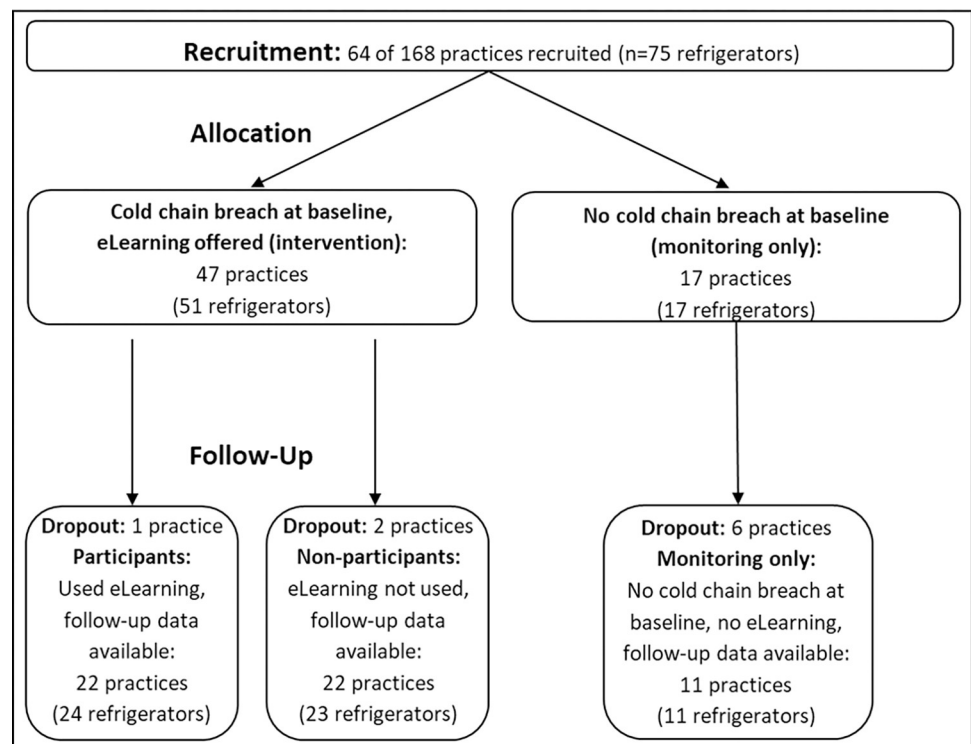 Recruitment: 64 of 168 practices recruited (n=75 refrigerators)
Allocation
Cold chain breach at baseline,
eLearning offered (intervention):
47 practices
(51 refrigerators)
No cold chain breach at baseline
(monitoring only):
17 practices
(17 refrigerators)
Follow-Up
Dropout: 1 practice
Participants:
Used eLearning,
follow-up data
available:
22 practices
(24 refrigerators)
Dropout: 2 practices
Non-participants:
eLearning not used,
follow-up data
available:
22 practices
(23 refrigerators)
Dropout: 6 practices
Monitoring only:
No cold chain breach at
baseline, no eLearning,
follow-up data available:
11 practices
(11 refrigerators)